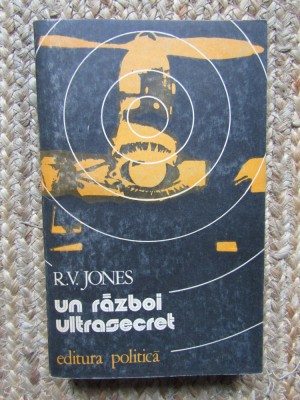 R.V. JONES
un război
ultrasecret
editura politică